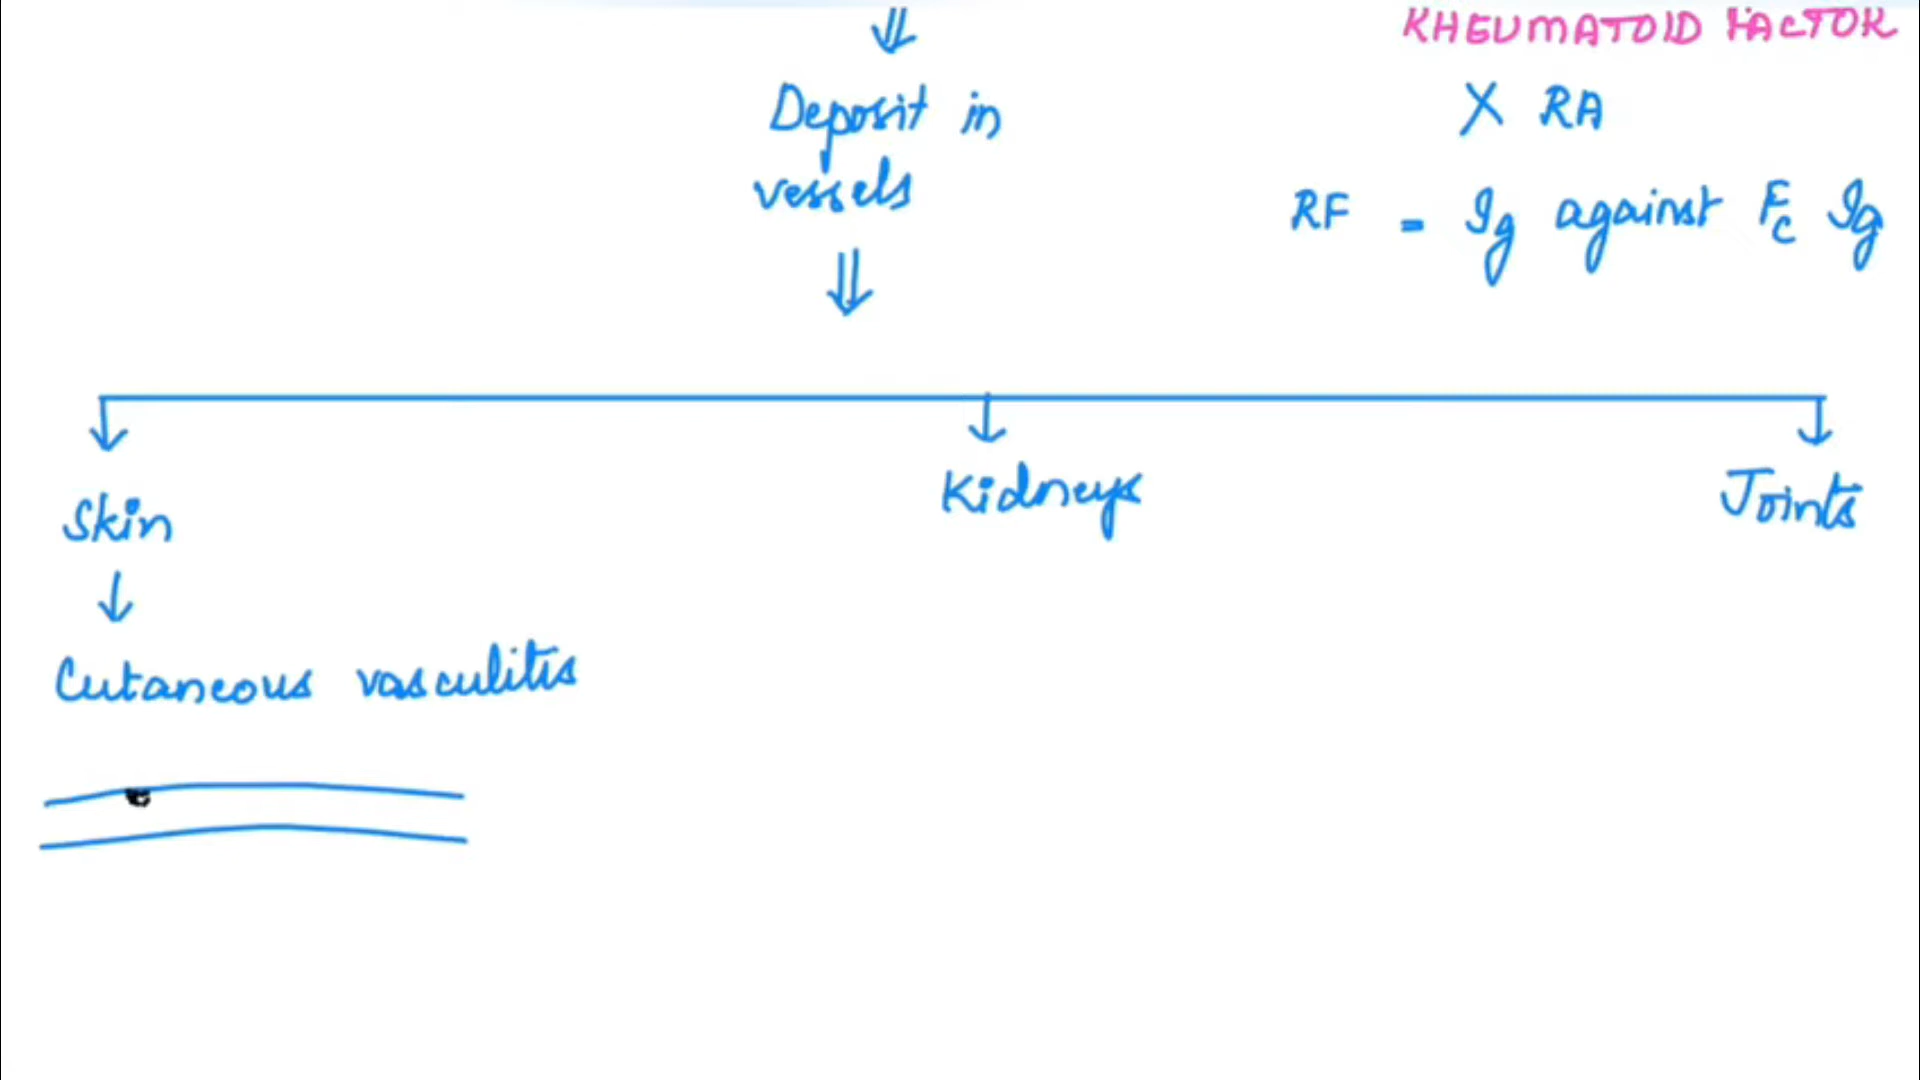 RHEUMATOID FACTOR
Deposit in
vessels
X RA
RF = Ig against Fc Ig
Skin
Kidneys
Joints
Cutaneous vasculitis